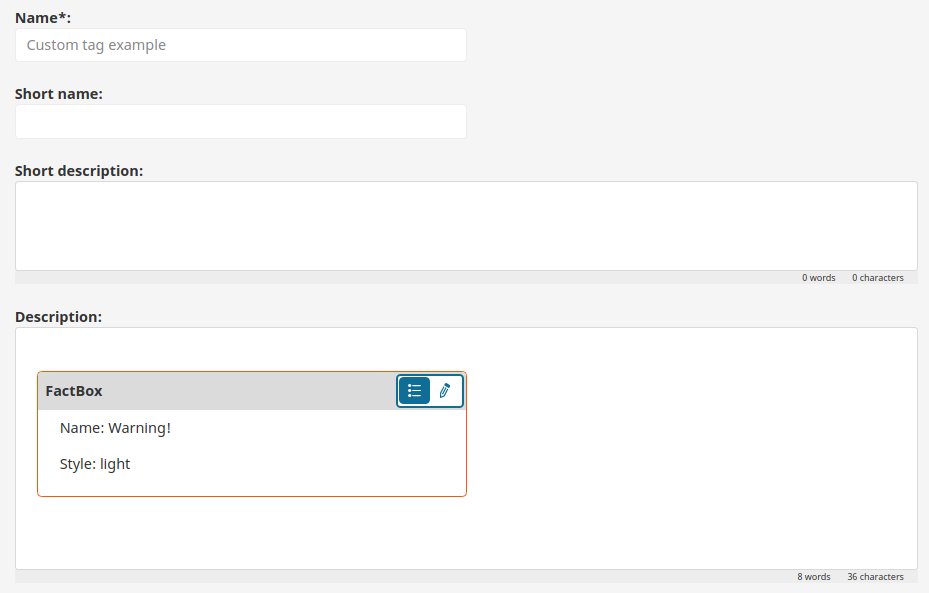 Name*:
Custom tag example
Short name:
Short description:
0 words 0 characters
Description:
FactBox
Name: Warning!
Style: light
8 words 36 characters